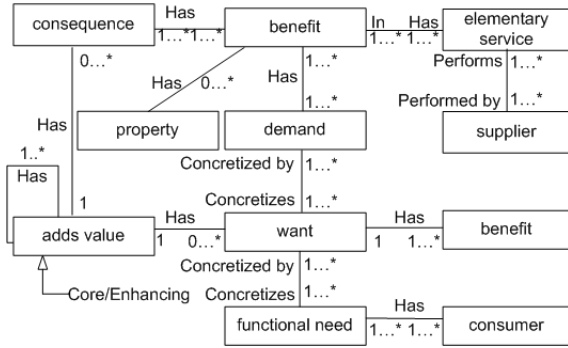 consequence
Has
1...* 1...*
benefit
In
Has
1...* 1...*
elementary
service
0...*
Has
0...*
Has
1...*
Performs
1...*
Performed by
1...*
1...*
property
demand
supplier
Has
Concretized by
1...*
1..*
Has
Concretizes
1...*
1
adds value
Has
1
0...*
want
Has
1
1...*
benefit
Concretized by
1...*
Core/Enhancing
Concretizes
1...*
functional need
Has
1...* 1...*
consumer